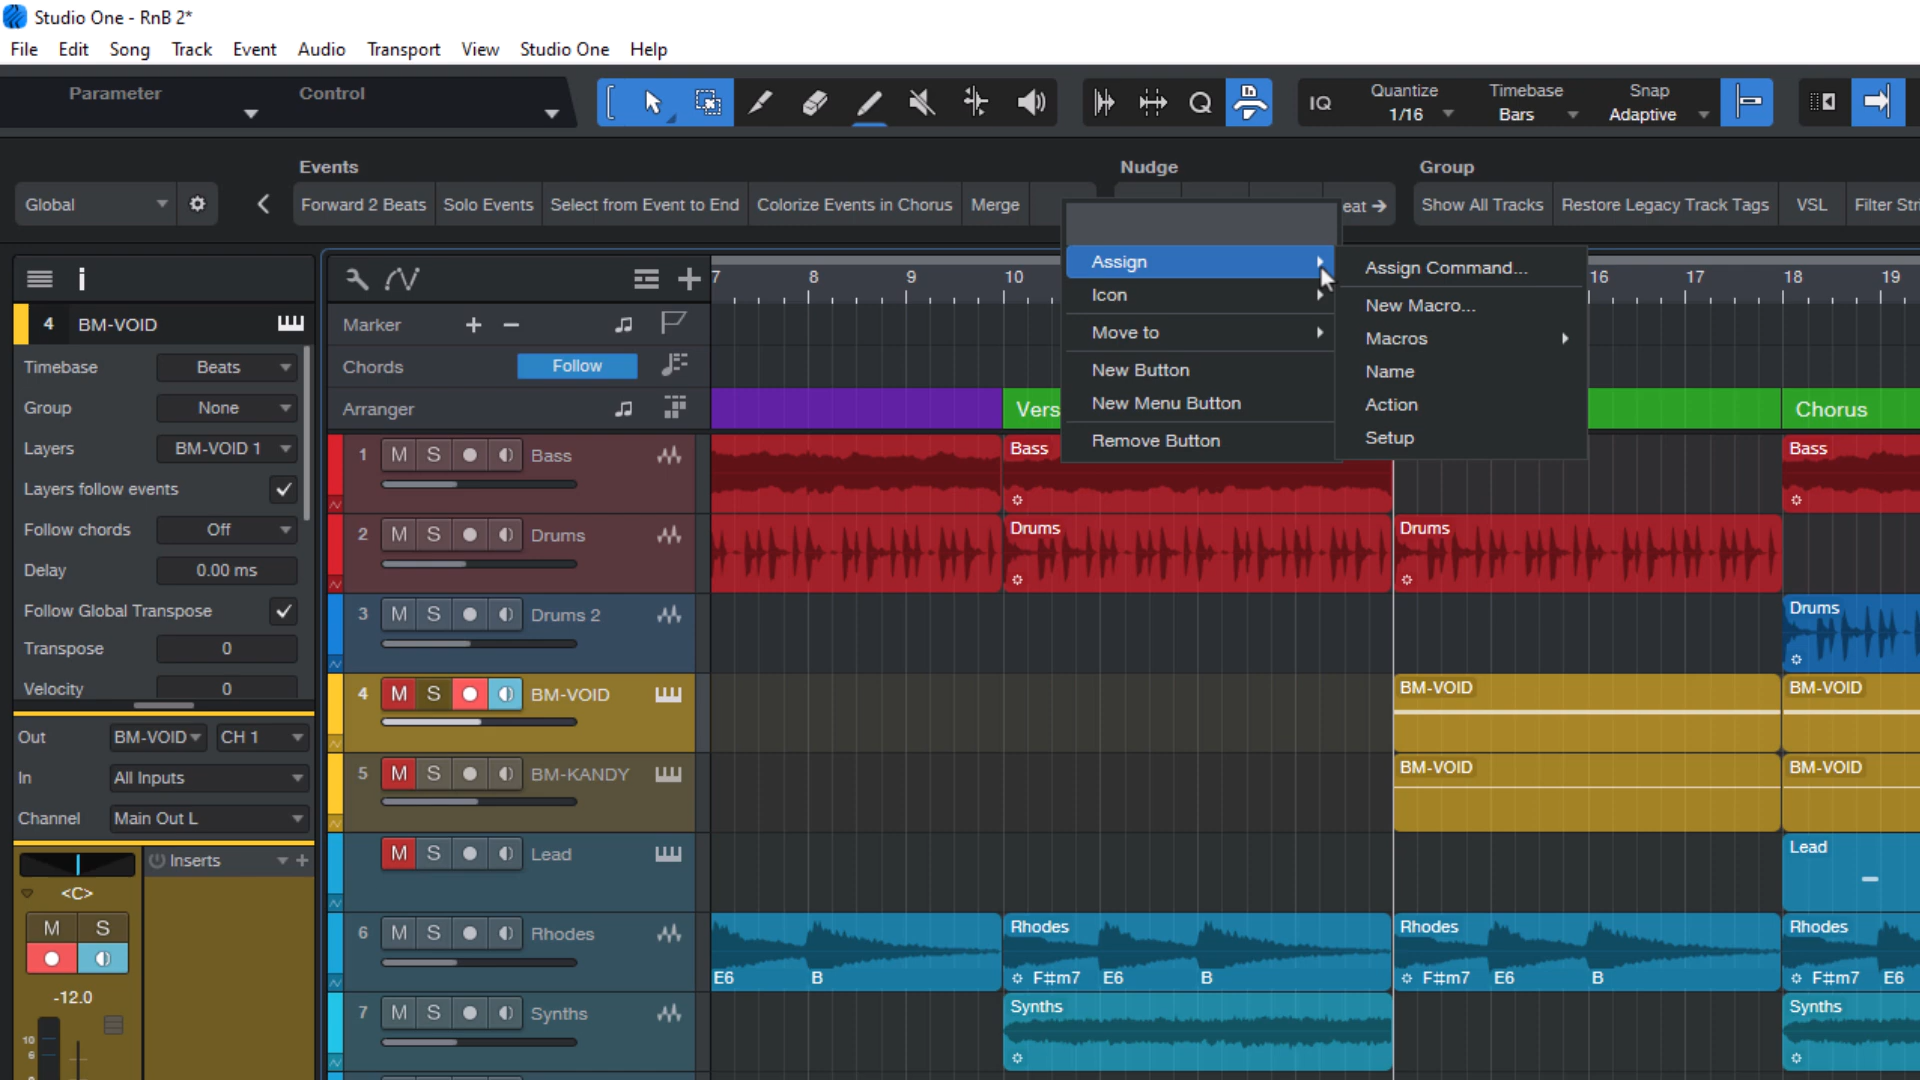 Studio One - RnB 2*
File Edit Song Track Event Audio Transport View Studio One Help
Parameter Control
IQ Quantize 1/16 Timebase Bars Snap Adaptive
Events Nudge Group
Global Forward 2 Beats Solo Events Select from Event to End Colorize Events in Chorus Merge eat → Show All Tracks Restore Legacy Track Tags VSL Filter Stri
Assign
Icon
Move to
New Button
New Menu Button
Remove Button
Assign Command...
New Macro...
Macros
Name
Action
Setup
i
7 8 9 10 16 17 18 19
4 BM-VOID
Timebase Beats
Group None
Layers BM-VOID 1
Layers follow events
Follow chords Off
Delay 0.00 ms
Follow Global Transpose
Transpose 0
Velocity 0
Out BM-VOID CH 1
In All Inputs
Channel Main Out L
Inserts
<C>
M S
-12.0
10
6
Marker
Chords Follow
Arranger
Vers Chorus
1 M S Bass
Bass Bass
2 M S Drums
Drums Drums
3 M S Drums 2
Drums
4 M S BM-VOID
BM-VOID BM-VOID
5 M S BM-KANDY
BM-VOID BM-VOID
M S Lead
Lead
6 M S Rhodes
Rhodes Rhodes Rhodes
E6 B F#m7 E6 B F#m7 E6 B F#m7 E6
7 M S Synths
Synths Synths